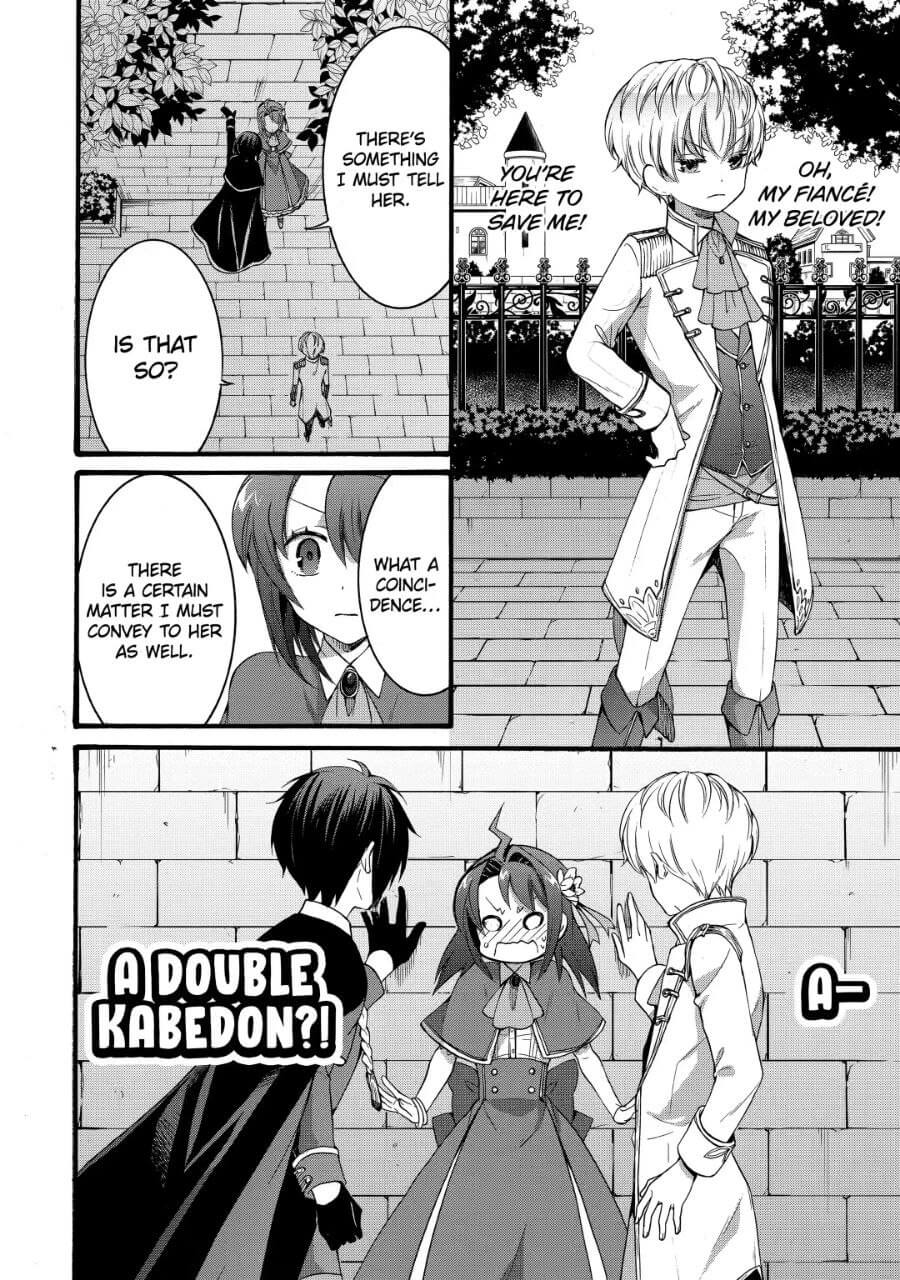 OH,
MY FIANCÉ!
MY BELOVED!
YOU'RE
HERE TO
SAVE ME!
THERE'S
SOMETHING
I MUST TELL
HER.
IS THAT
SO?
WHAT A
COINCI-
DENCE...
THERE
IS A CERTAIN
MATTER I MUST
CONVEY TO HER
AS WELL.
A-
A DOUBLE
KABEDON?!